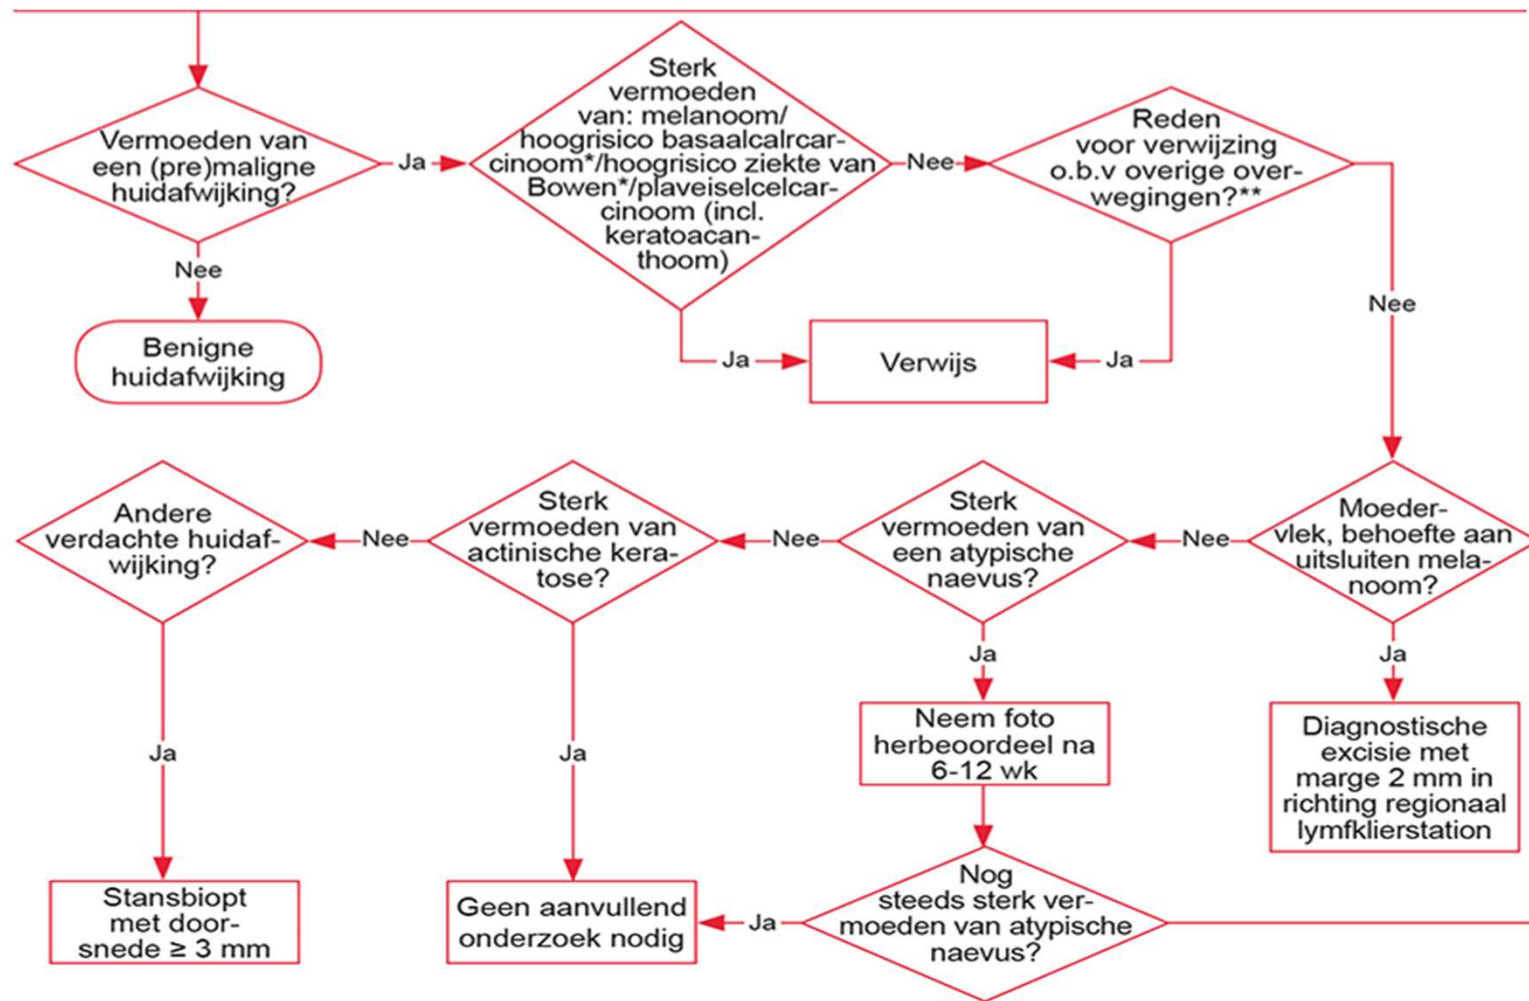 Vermoeden van
een (pre)maligne
huidafwijking?
Ja
Nee
Benigne
huidafwijking
Sterk
vermoeden
van: melanoom/
hoogrisico basaalcalrcar-
cinoom*/hoogrisico ziekte van
Bowen*/plaveiselcelcar-
cinoom (incl.
keratoacan-
thoom)
Nee
Ja
Verwijs
Reden
voor verwijzing
o.b.v overige over-
wegingen?**
Ja
Nee
Moeder-
vlek, behoefte aan
uitsluiten mela-
noom?
Nee
Ja
Diagnostische
excisie met
marge 2 mm in
richting regionaal
lymfklierstation
Sterk
vermoeden van
een atypische
naevus?
Nee
Ja
Neem foto
herbeoordeel na
6-12 wk
Nog
steeds sterk ver-
moeden van atypische
naevus?
Ja
Sterk
vermoeden van
actinische kera-
tose?
Nee
Ja
Geen aanvullend
onderzoek nodig
Andere
verdachte huidaf-
wijking?
Ja
Stansbiopt
met door-
snede ≥ 3 mm